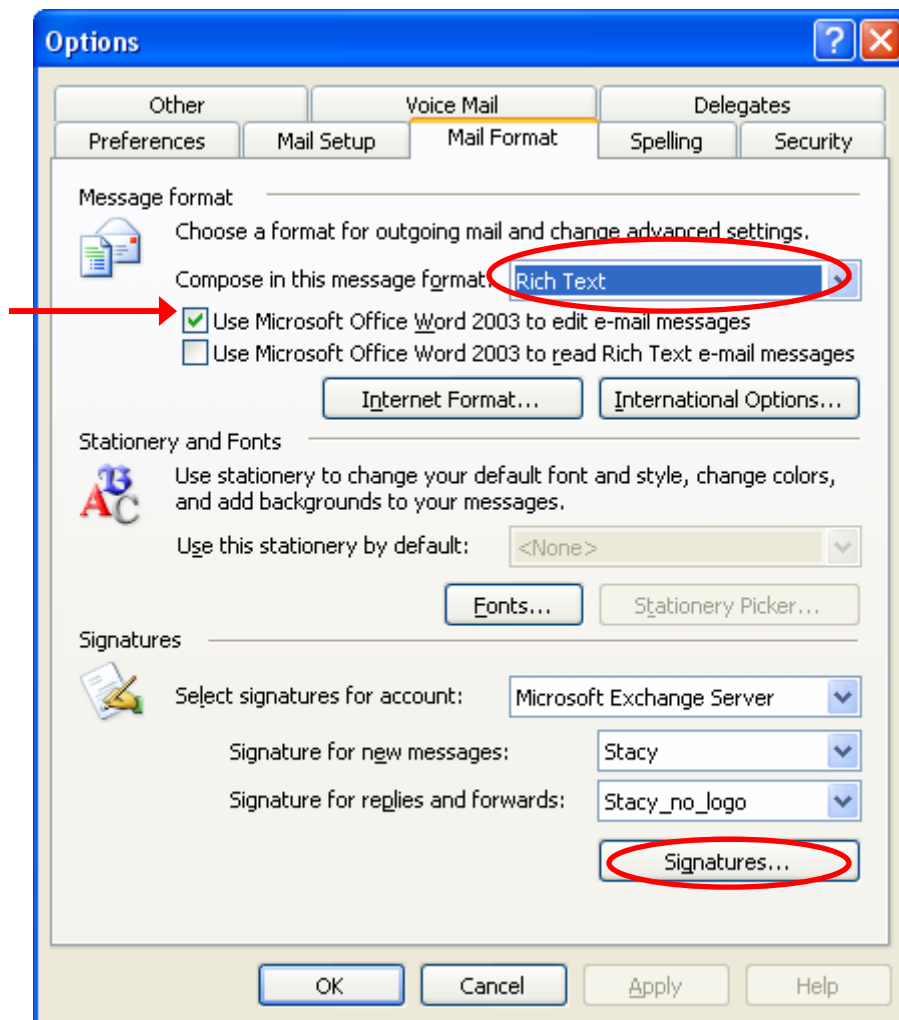 Options
Other Voice Mail Delegates
Preferences Mail Setup Mail Format Spelling Security
Message format
Choose a format for outgoing mail and change advanced settings.
Compose in this message format: Rich Text
Use Microsoft Office Word 2003 to edit e-mail messages
Use Microsoft Office Word 2003 to read Rich Text e-mail messages
Internet Format... International Options...
Stationery and Fonts
Use stationery to change your default font and style, change colors,
and add backgrounds to your messages.
Use this stationery by default: <None>
Fonts... Stationery Picker...
Signatures
Select signatures for account: Microsoft Exchange Server
Signature for new messages: Stacy
Signature for replies and forwards: Stacy_no_logo
Signatures...
OK Cancel Apply Help